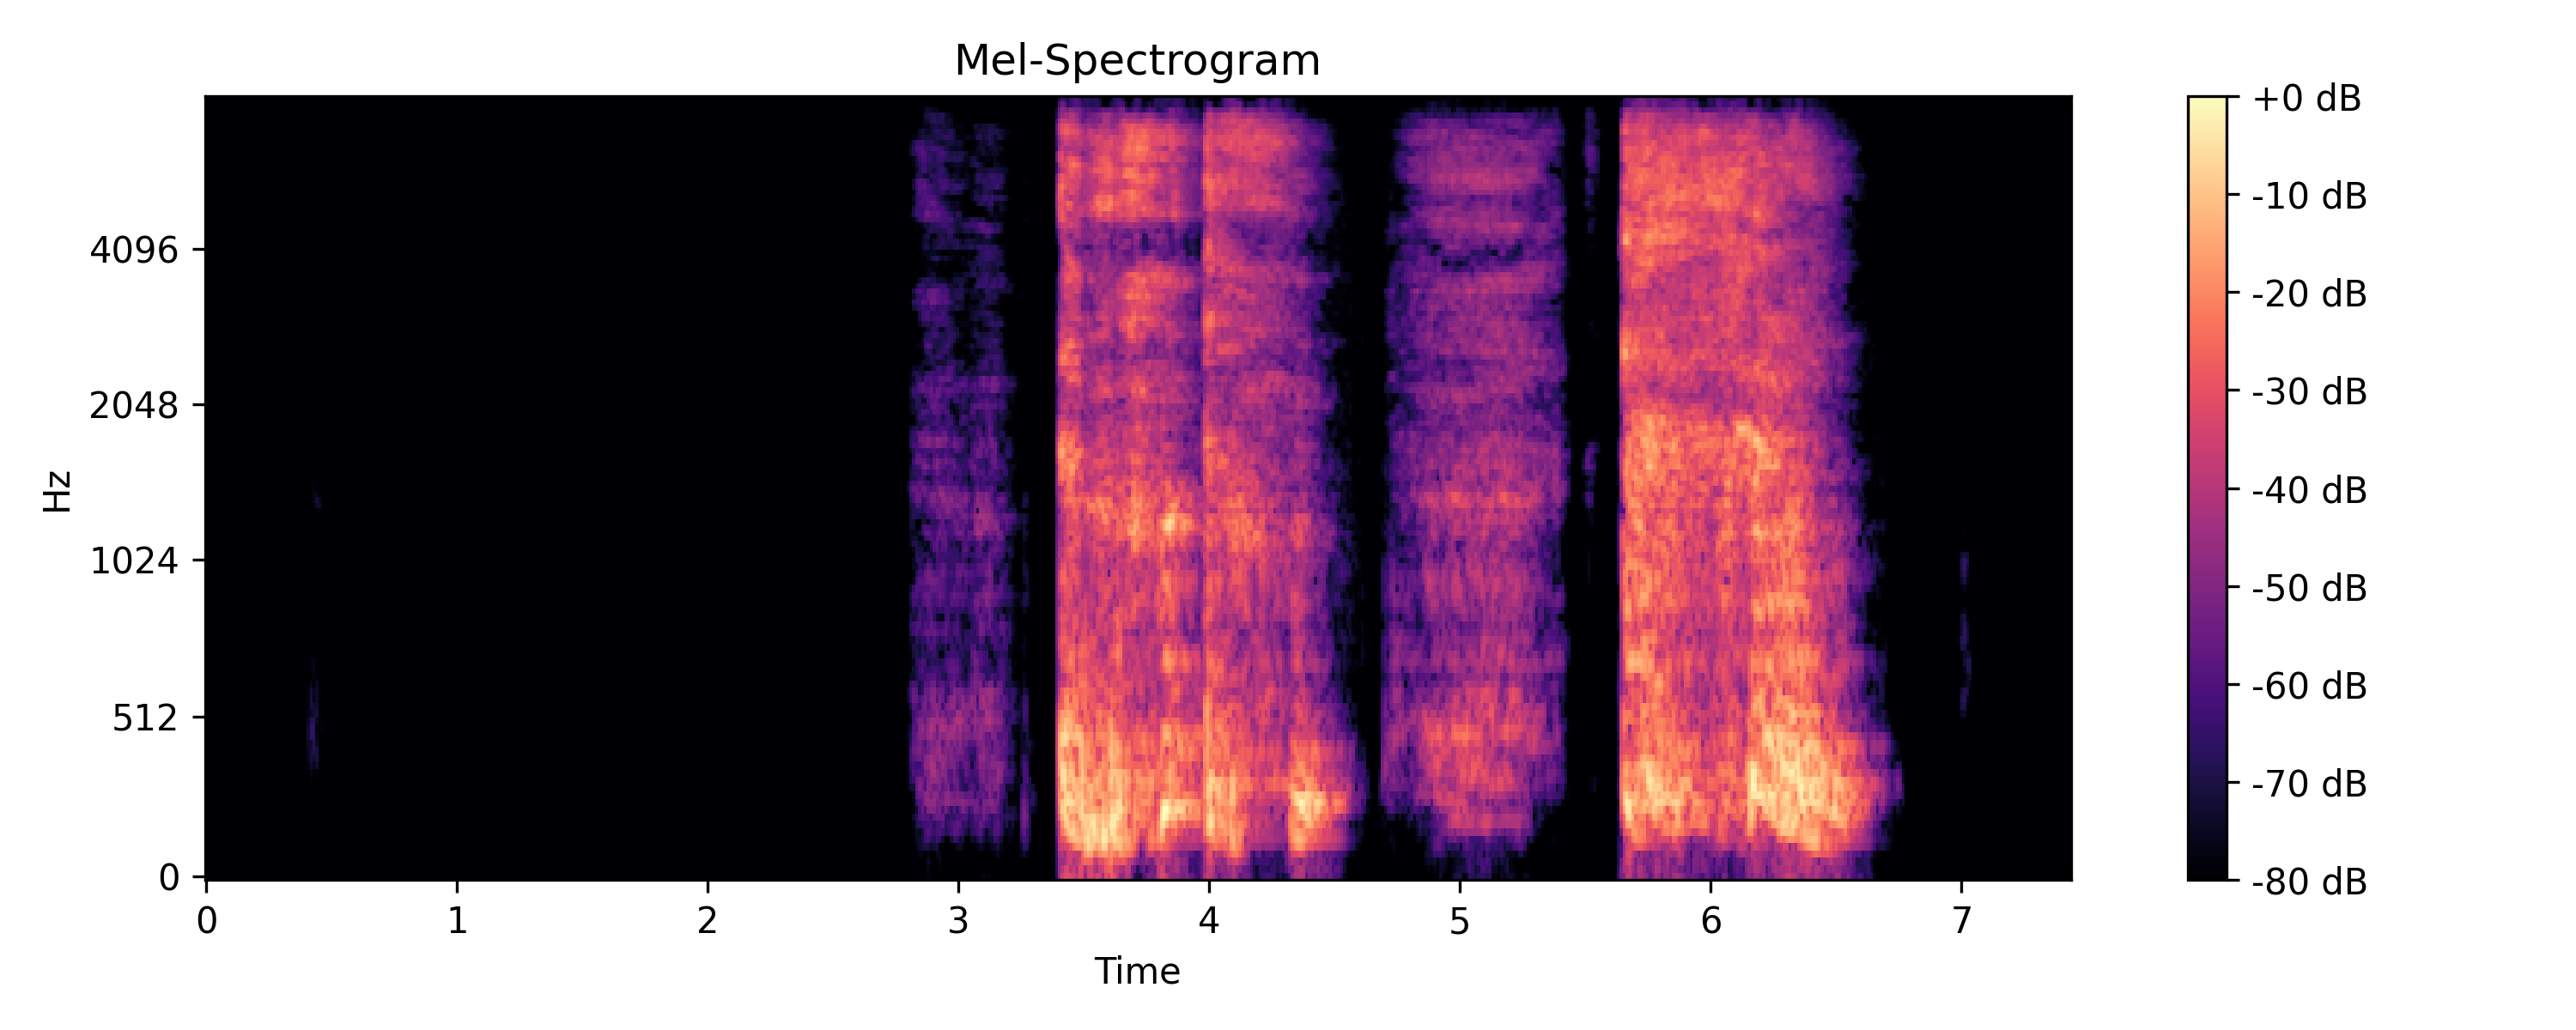 Mel-Spectrogram
Hz
4096
2048
1024
512
0
0 1 2 3 4 5 6 7
Time
+0 dB
-10 dB
-20 dB
-30 dB
-40 dB
-50 dB
-60 dB
-70 dB
-80 dB